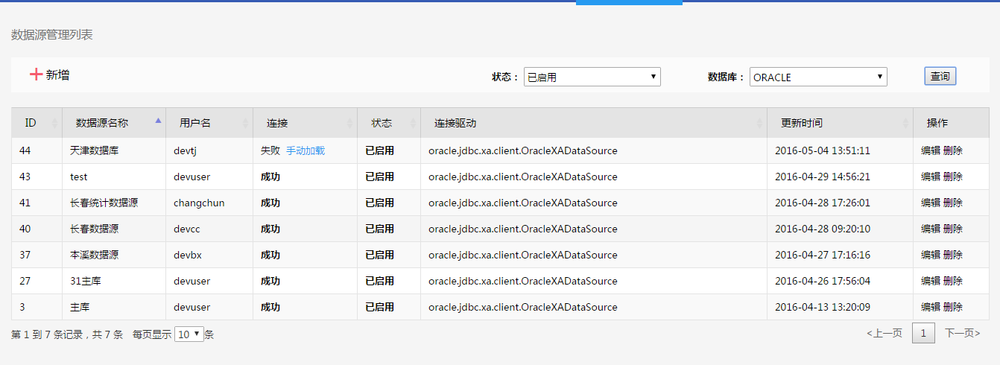 数据源管理列表
新增 状态： 已启用 数据库： ORACLE 查询
ID 数据源名称 用户名 连接 状态 连接驱动 更新时间 操作
44 天津数据库 devtj 失败 手动加载 已启用 oracle.jdbc.xa.client.OracleXADataSource 2016-05-04 13:51:11 编辑 删除
43 test devuser 成功 已启用 oracle.jdbc.xa.client.OracleXADataSource 2016-04-29 14:56:21 编辑 删除
41 长春统计数据源 changchun 成功 已启用 oracle.jdbc.xa.client.OracleXADataSource 2016-04-28 17:26:01 编辑 删除
40 长春数据源 devcc 成功 已启用 oracle.jdbc.xa.client.OracleXADataSource 2016-04-28 09:20:10 编辑 删除
37 本溪数据源 devbx 成功 已启用 oracle.jdbc.xa.client.OracleXADataSource 2016-04-27 17:16:16 编辑 删除
27 31主库 devuser 成功 已启用 oracle.jdbc.xa.client.OracleXADataSource 2016-04-26 17:56:04 编辑 删除
3 主库 devuser 成功 已启用 oracle.jdbc.xa.client.OracleXADataSource 2016-04-13 13:20:09 编辑 删除
第 1 到 7 条记录，共 7 条 每页显示 10 条 <上一页 1 下一页>